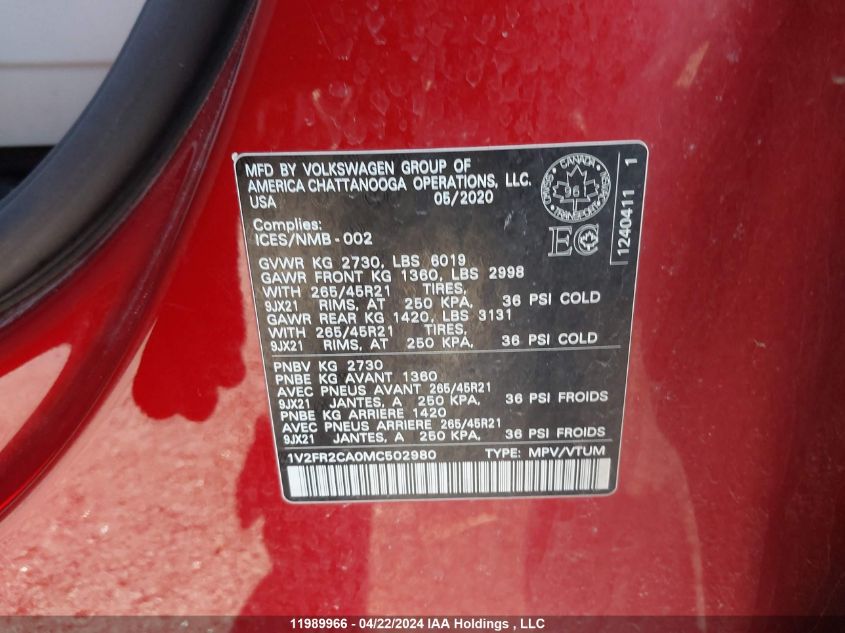 MFD BY VOLKSWAGEN GROUP OF
AMERICA CHATTANOOGA OPERATIONS, LLC.
USA 05/2020
CANADA
36
TRANSPORT
EC
1240411 1
Complies:
ICES/NMB-002
GVWR KG 2730, LBS 6019
GAWR FRONT KG 1360, LBS 2998
WITH 265/45R21 TIRES,
9JX21 RIMS, AT 250 KPA, 36 PSI COLD
GAWR REAR KG 1420, LBS 3131
WITH 265/45R21 TIRES,
9JX21 RIMS, AT 250 KPA, 36 PSI COLD
PNBV KG 2730
PNBE KG AVANT 1360
AVEC PNEUS AVANT 265/45R21
9JX21 JANTES, A 250 KPA, 36 PSI FROIDS
PNBE KG ARRIERE 1420
AVEC PNEUS ARRIERE 265/45R21
9JX21 JANTES, A 250 KPA, 36 PSI FROIDS
1V2FR2CA0MC502980 TYPE: MPV/VTUM
11989966 - 04/22/2024 IAA Holdings , LLC